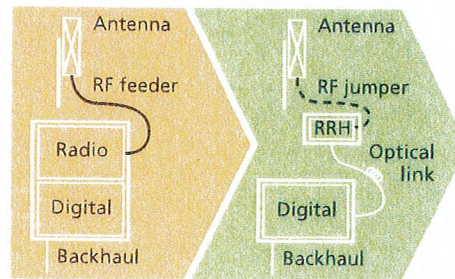 Antenna
RF feeder
Radio
Digital
Backhaul
Antenna
RF jumper
RRH
Optical
link
Digital
Backhaul